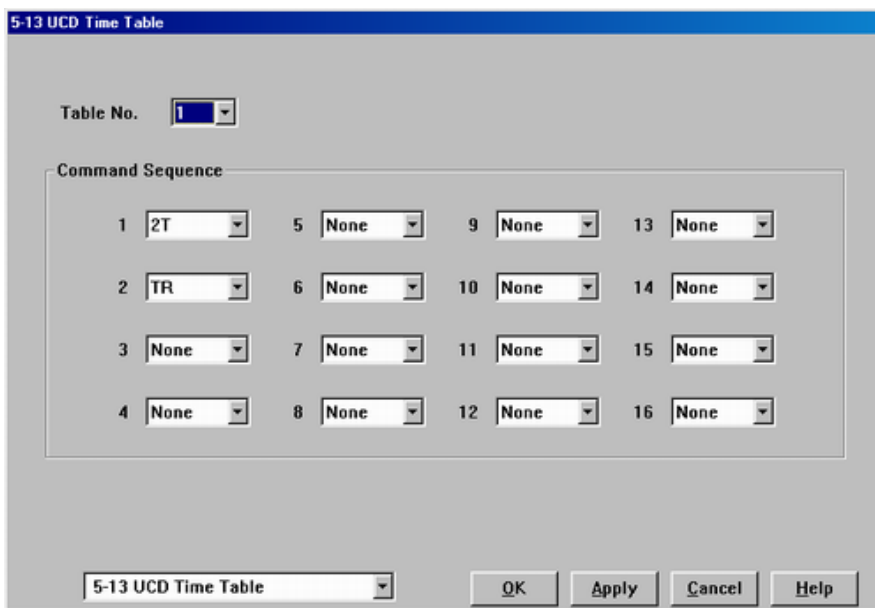 5-13 UCD Time Table
Table No. 1
Command Sequence
1 2T 5 None 9 None 13 None
2 TR 6 None 10 None 14 None
3 None 7 None 11 None 15 None
4 None 8 None 12 None 16 None
5-13 UCD Time Table OK Apply Cancel Help